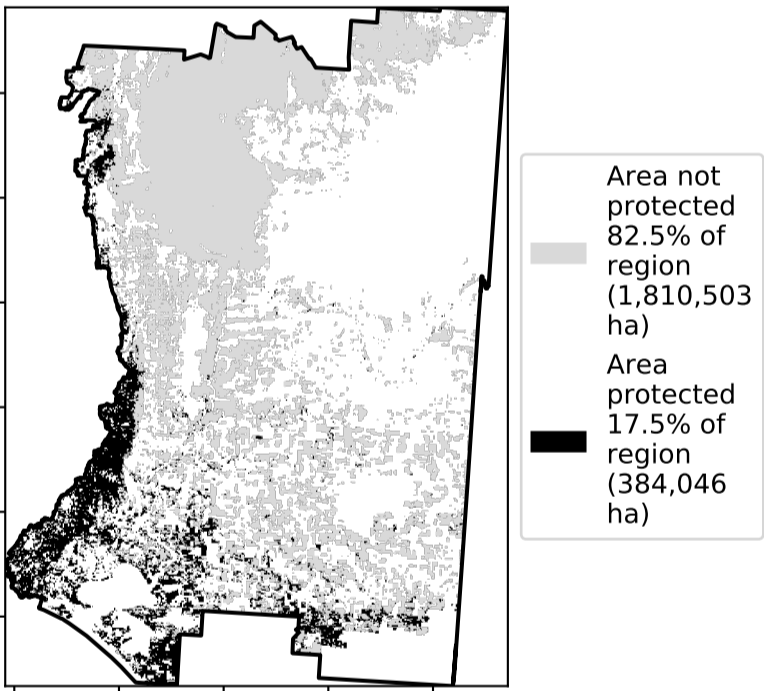 Area not
protected
82.5% of
region
(1,810,503
ha)
Area
protected
17.5% of
region
(384,046
ha)